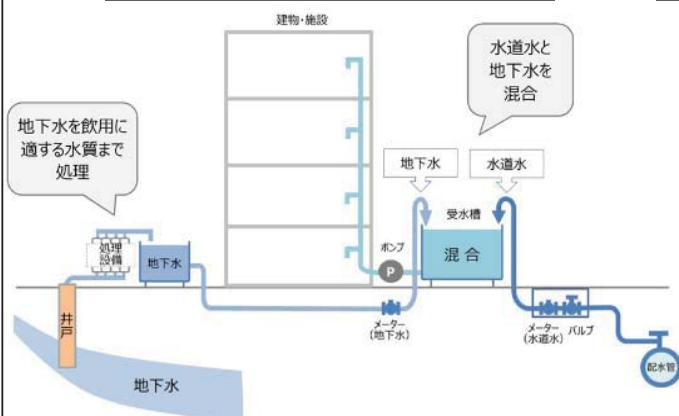 建物・施設
水道水と
地下水を
混合
地下水を飲用に
適する水質まで
処理
地下水
水道水
受水槽
処理
設備
地下水
ポンプ
P
混合
井戸
メーター
(地下水)
メーター
(水道水)
バルブ
配水管
地下水